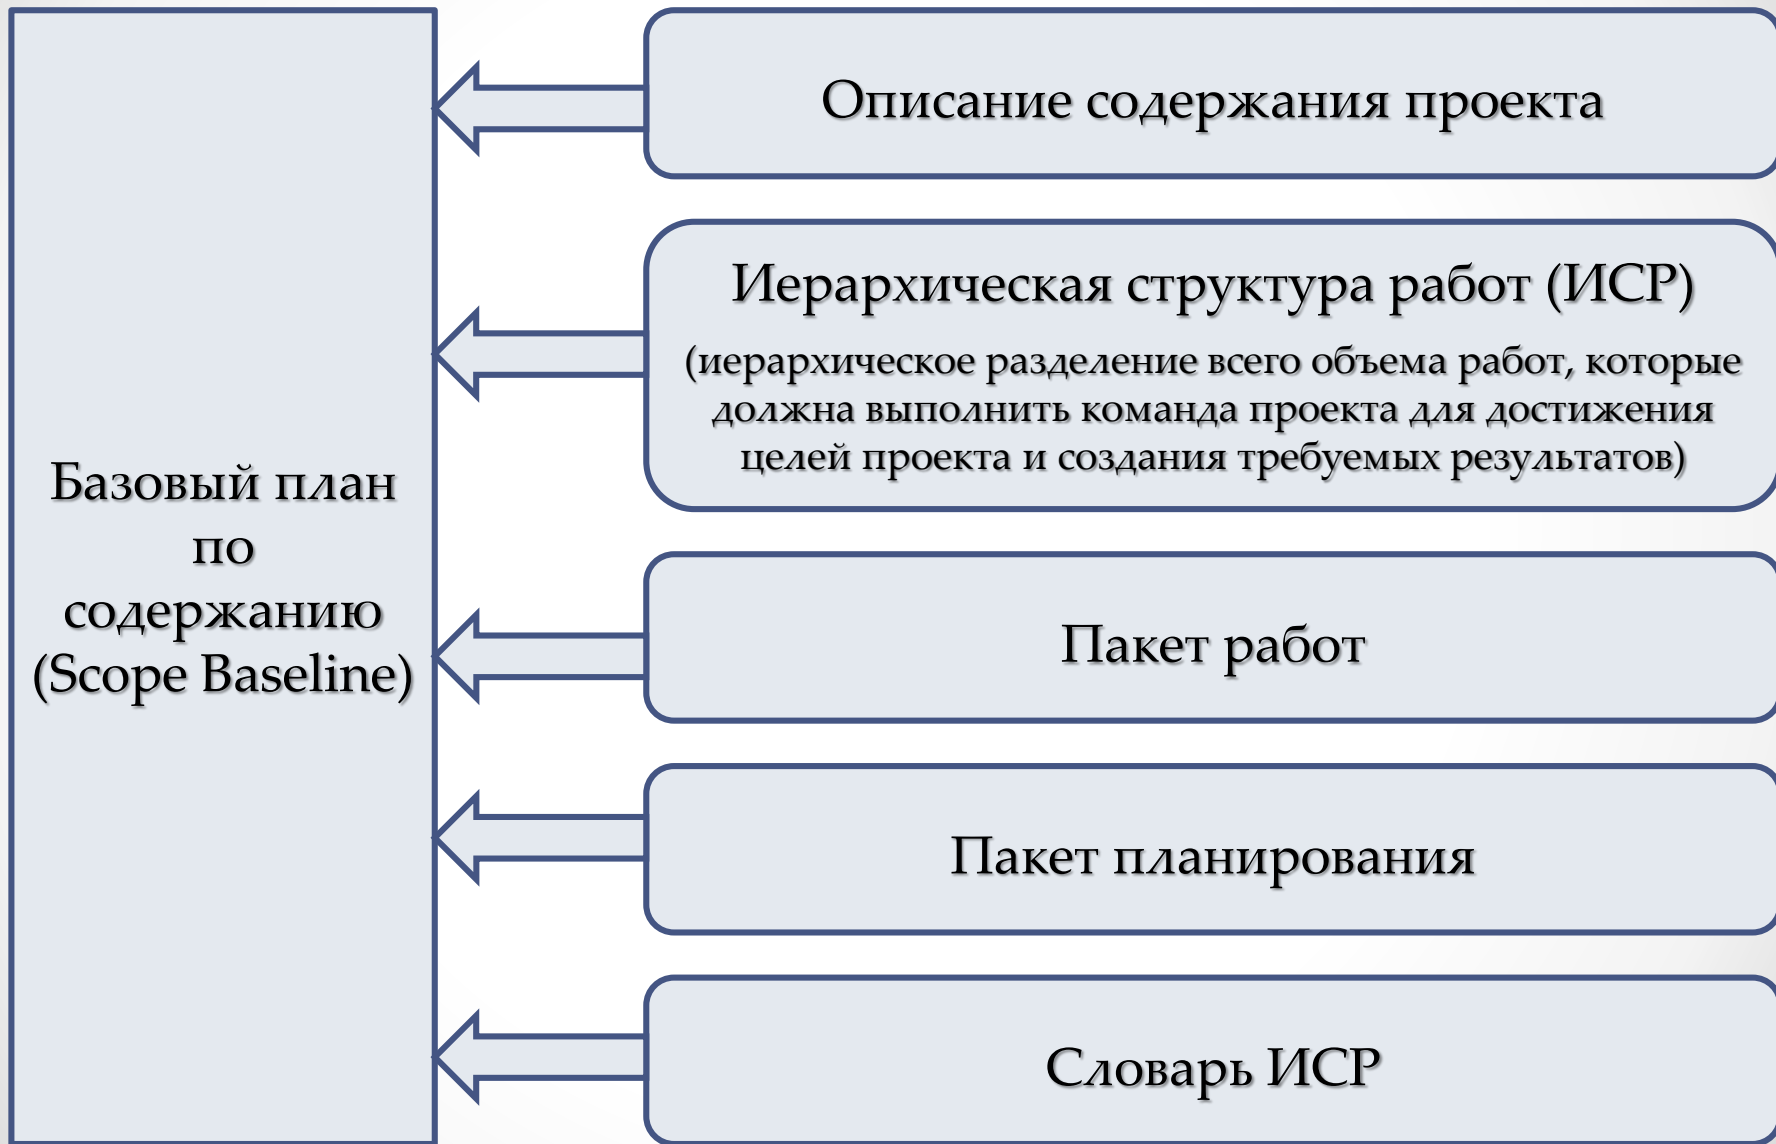 Базовый план
по
содержанию
(Scope Baseline)
Описание содержания проекта
Иерархическая структура работ (ИСР)
(иерархическое разделение всего объема работ, которые
должна выполнить команда проекта для достижения
целей проекта и создания требуемых результатов)
Пакет работ
Пакет планирования
Словарь ИСР